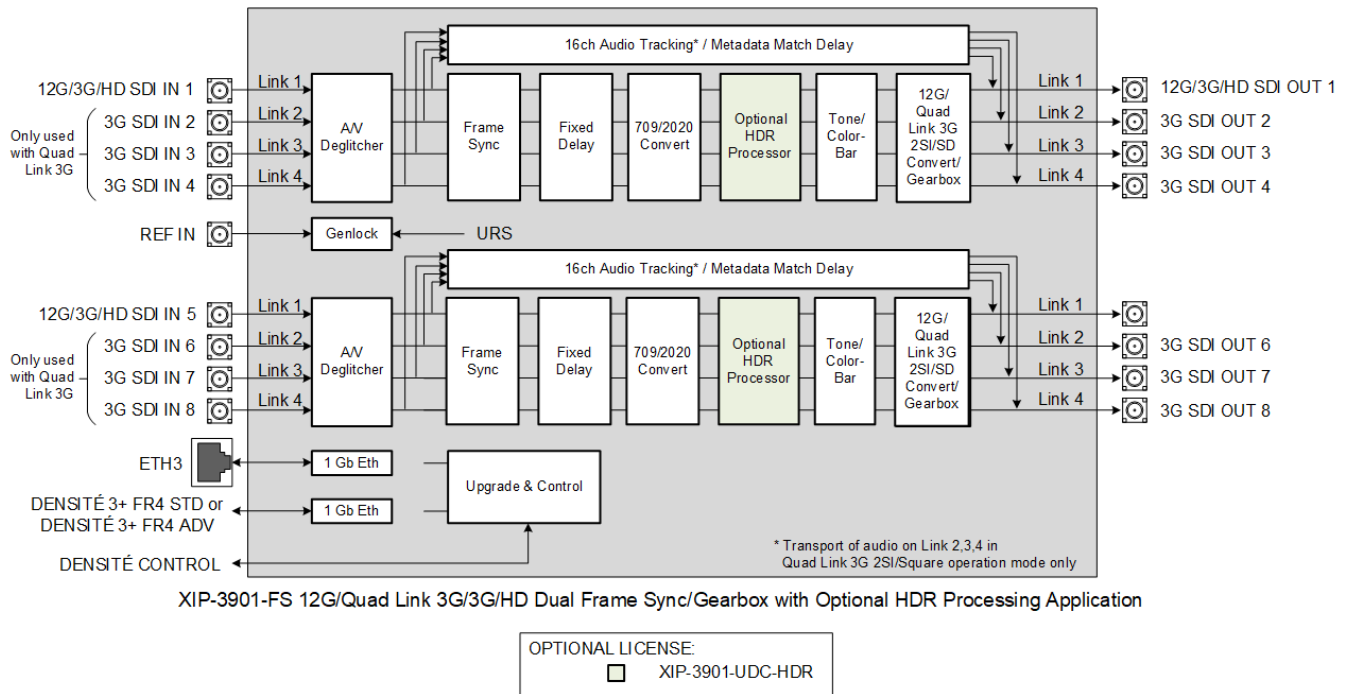 16ch Audio Tracking* / Metadata Match Delay
12G/3G/HD SDI IN 1
Link 1
Link 1
12G/3G/HD SDI OUT 1
Only used
with Quad
Link 3G
3G SDI IN 2
Link 2
Link 2
3G SDI OUT 2
3G SDI IN 3
Link 3
Link 3
3G SDI OUT 3
3G SDI IN 4
Link 4
Link 4
3G SDI OUT 4
A/V
Deglitcher
Frame
Sync
Fixed
Delay
709/2020
Convert
Optional
HDR
Processor
Tone/
Color-
Bar
12G/
Quad
Link 3G
2SI/SD
Convert/
Gearbox
REF IN
Genlock
URS
16ch Audio Tracking* / Metadata Match Delay
12G/3G/HD SDI IN 5
Link 1
Link 1
Only used
with Quad
Link 3G
3G SDI IN 6
Link 2
Link 2
3G SDI OUT 6
3G SDI IN 7
Link 3
Link 3
3G SDI OUT 7
3G SDI IN 8
Link 4
Link 4
3G SDI OUT 8
A/V
Deglitcher
Frame
Sync
Fixed
Delay
709/2020
Convert
Optional
HDR
Processor
Tone/
Color-
Bar
12G/
Quad
Link 3G
2SI/SD
Convert/
Gearbox
ETH3
1 Gb Eth
Upgrade & Control
DENSITÉ 3+ FR4 STD or
DENSITÉ 3+ FR4 ADV
1 Gb Eth
DENSITÉ CONTROL
* Transport of audio on Link 2,3,4 in
Quad Link 3G 2SI/Square operation mode only
XIP-3901-FS 12G/Quad Link 3G/3G/HD Dual Frame Sync/Gearbox with Optional HDR Processing Application
OPTIONAL LICENSE:
XIP-3901-UDC-HDR